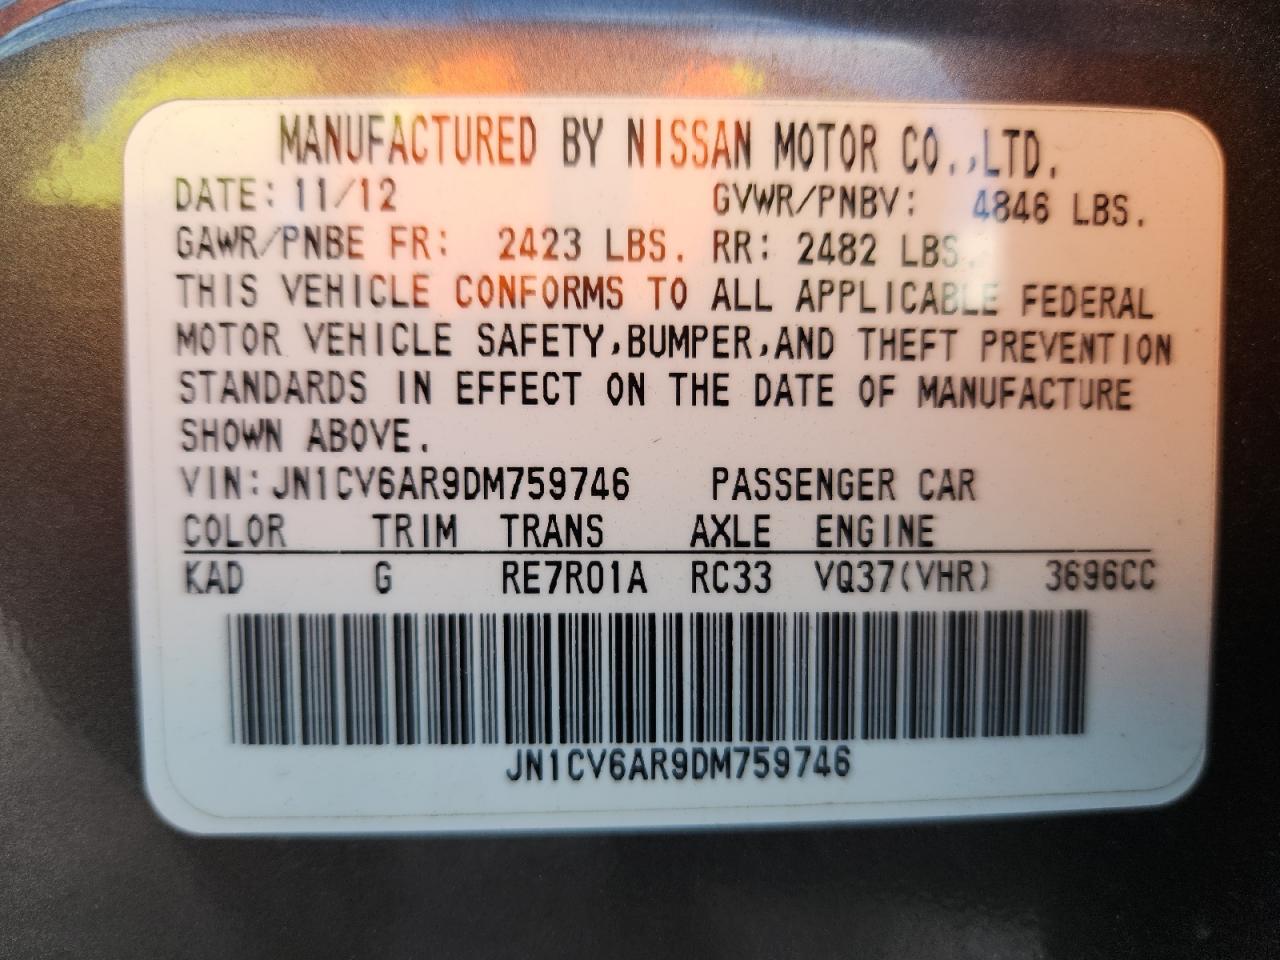 MANUFACTURED BY NISSAN MOTOR CO.,LTD.
DATE: 11/12 GVWR/PNBV: 4846 LBS.
GAWR/PNBE FR: 2423 LBS. RR: 2482 LBS.
THIS VEHICLE CONFORMS TO ALL APPLICABLE FEDERAL
MOTOR VEHICLE SAFETY,BUMPER,AND THEFT PREVENTION
STANDARDS IN EFFECT ON THE DATE OF MANUFACTURE
SHOWN ABOVE.
VIN: JN1CV6AR9DM759746 PASSENGER CAR
COLOR TRIM TRANS AXLE ENGINE
KAD G RE7R01A RC33 VQ37(VHR) 3696CC
JN1CV6AR9DM759746